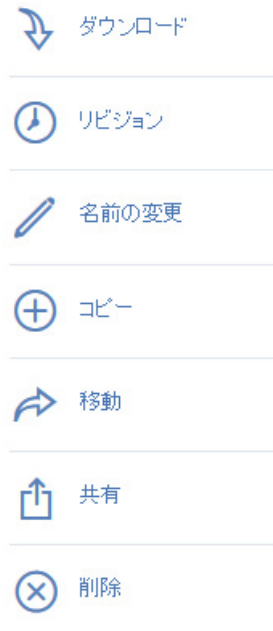 ダウンロード
リビジョン
名前の変更
コピー
移動
共有
削除